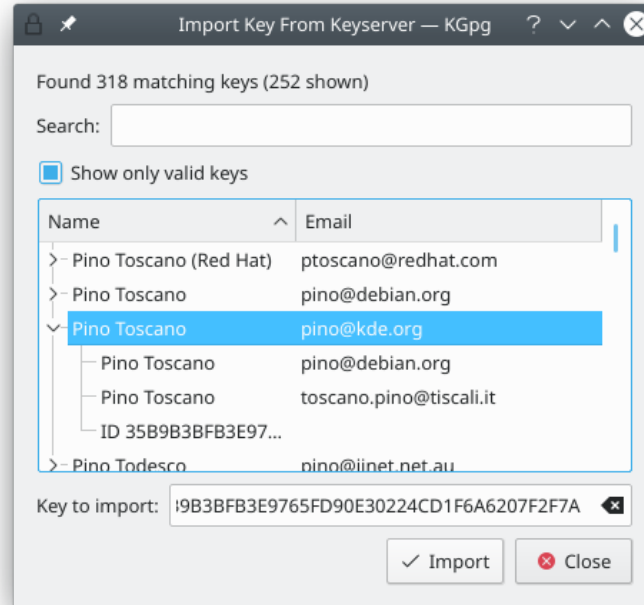 Import Key From Keyserver — KGpg
Found 318 matching keys (252 shown)
Search:
Show only valid keys
Name Email
Pino Toscano (Red Hat) ptoscano@redhat.com
Pino Toscano pino@debian.org
Pino Toscano pino@kde.org
Pino Toscano pino@debian.org
Pino Toscano toscano.pino@tiscali.it
ID 35B9B3BFB3E97...
Pino Todesco pino@iinet.net.au
Key to import: 9B3BFB3E9765FD90E30224CD1F6A6207F2F7A
Import Close